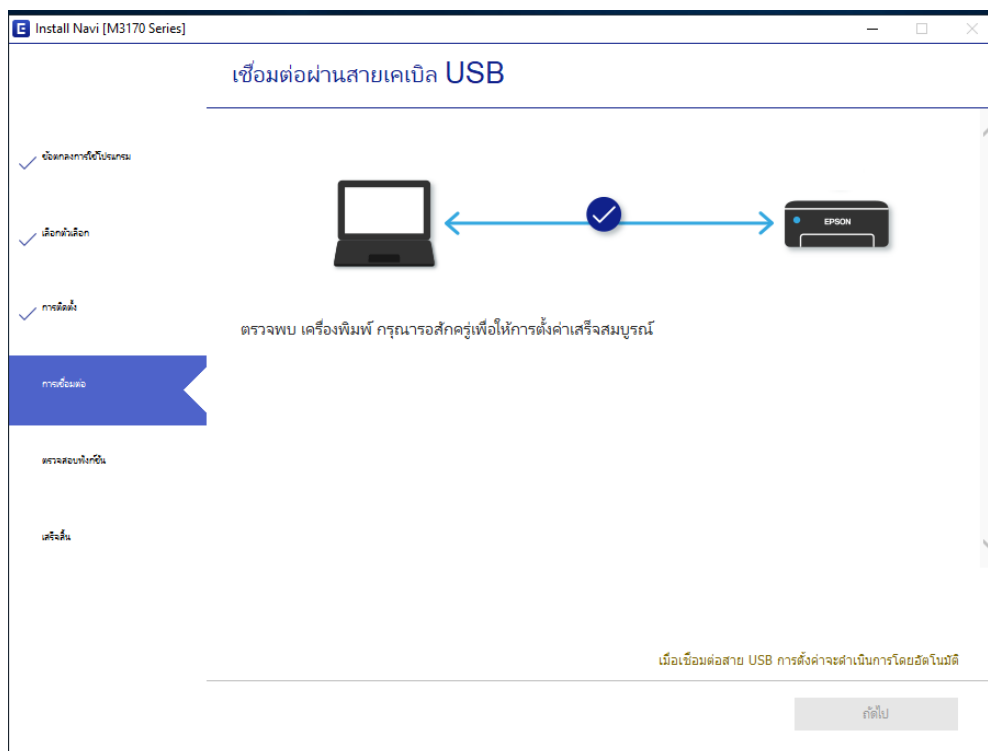 Install Navi [M3170 Series]
เชื่อมต่อผ่านสายเคเบิล USB
ข้อตกลงการใช้โปรแกรม
เลือกตัวเลือก
EPSON
การติดตั้ง
ตรวจพบ เครื่องพิมพ์ กรุณารอสักครู่เพื่อให้การตั้งค่าเสร็จสมบูรณ์
การเชื่อมต่อ
ตรวจสอบฟังก์ชัน
เสร็จสิ้น
เมื่อเชื่อมต่อสาย USB การตั้งค่าจะดำเนินการโดยอัตโนมัติ
ถัดไป